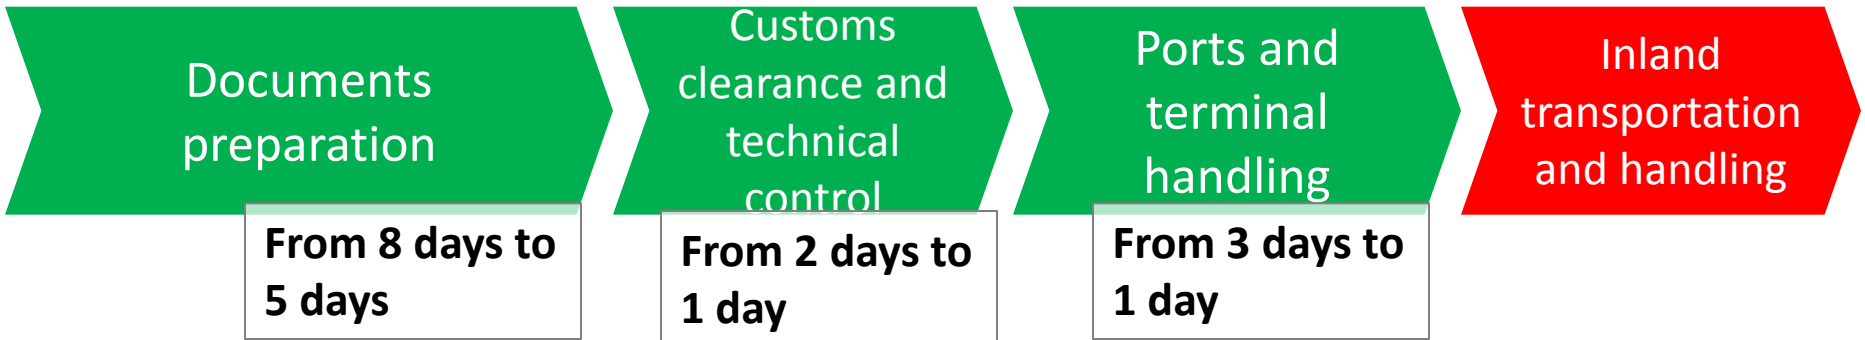 Documents
preparation
From 8 days to
5 days
Customs
clearance and
technical
control
From 2 days to
1 day
Ports and
terminal
handling
From 3 days to
1 day
Inland
transportation
and handling